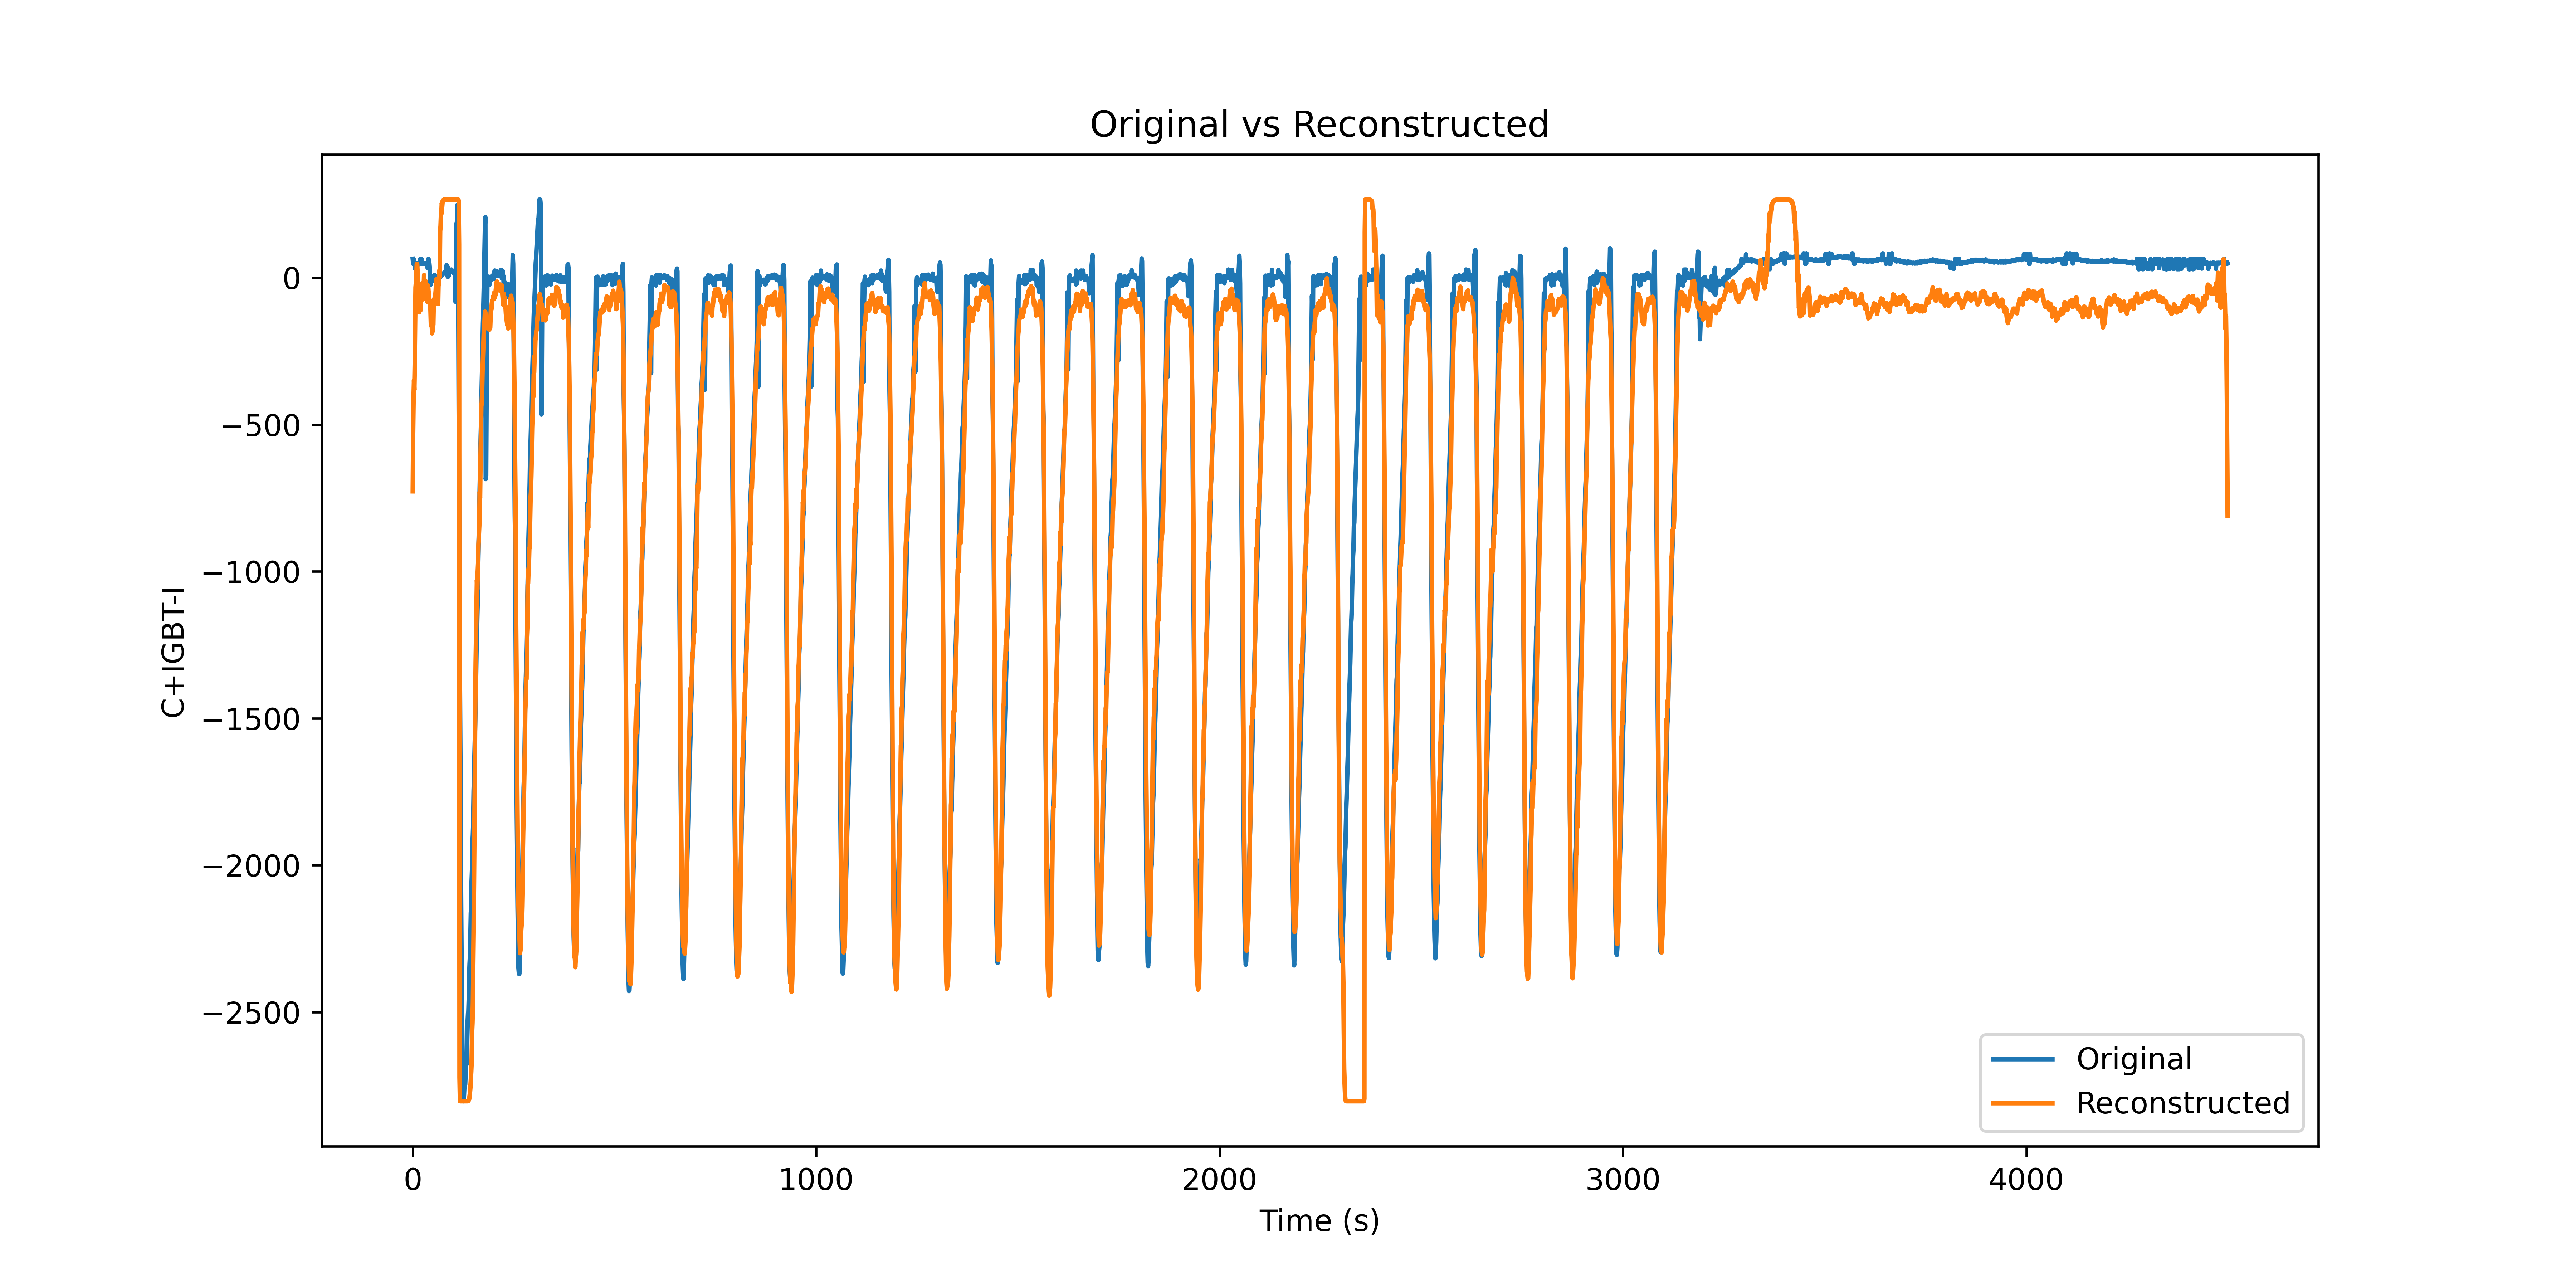 Original vs Reconstructed
C+IGBT-I
0
−500
−1000
−1500
−2000
−2500
0
1000
2000
3000
4000
Time (s)
Original
Reconstructed